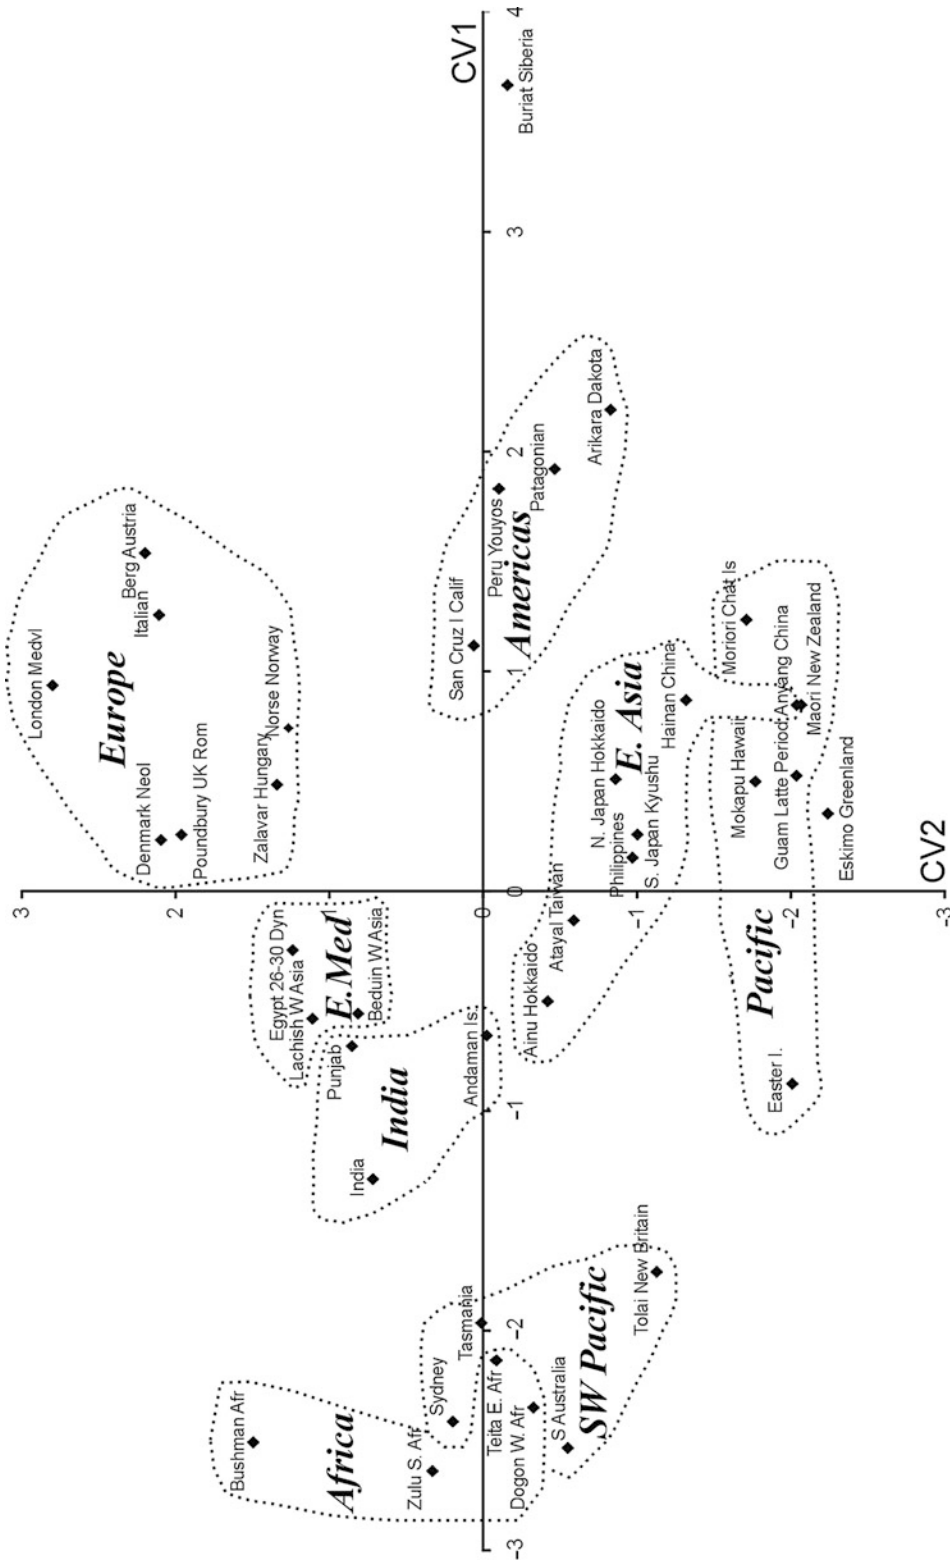 CV1
4
Buriat Siberia
3
2
1
0
-1
-2
-3
3
2
1
0
-1
-2
-3
CV2
London Medvl
Berg Austria
Italian
Europe
Denmark Neol
Poundbury UK Rom
Norse Norway
Zalavar Hungary
Egypt 26-30 Dyn
Lachish W Asia
E.Med
Beduin W Asia
Punjab
India
India
Andaman Is.
San Cruz I Calif
Peru Youyos
Americas
Patagonian
Arikara Dakota
N. Japan Hokkaido
E. Asia
Philippines
S. Japan Kyushu
Hainan China
Atayal Taiwan
Ainu Hokkaido
Moriori Chat Is
Mokapu Hawaii
Guam Latte Period
Anyang China
Maori New Zealand
Eskimo Greenland
Pacific
Easter I.
Bushman Afr
Africa
Zulu S. Afr
Sydney
Tasmania
Teita E. Afr
Dogon W. Afr
S Australia
SW Pacific
Tolai New Britain